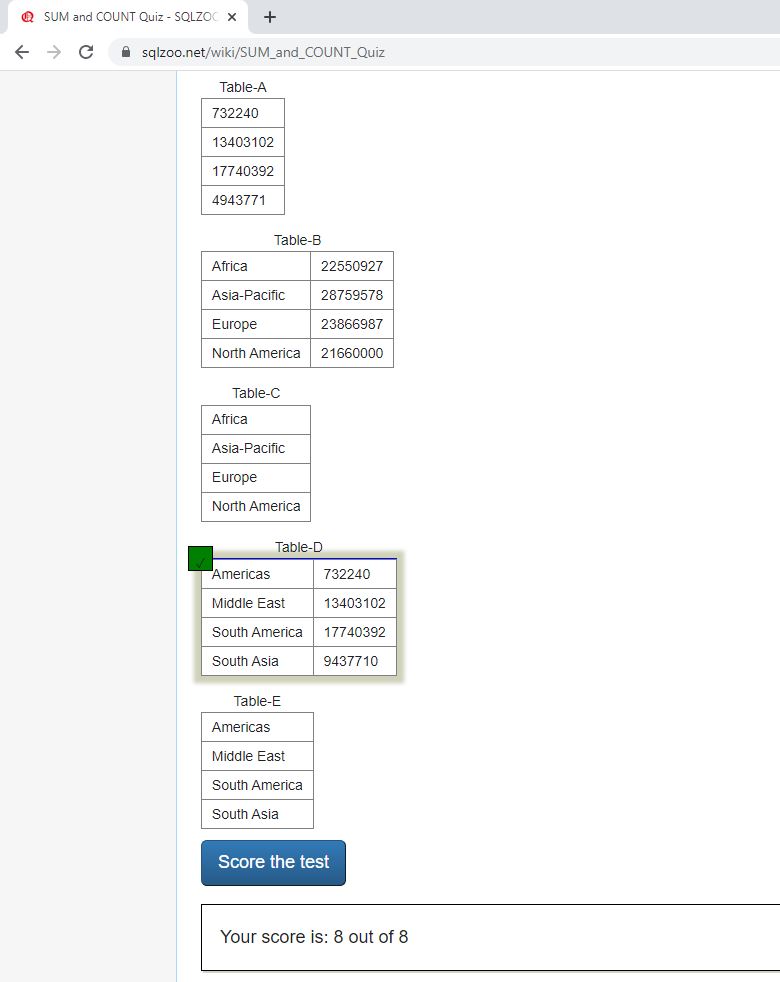 SUM and COUNT Quiz - SQLZOO
sqlzoo.net/wiki/SUM_and_COUNT_Quiz
Table-A
732240
13403102
17740392
4943771
Table-B
Africa 22550927
Asia-Pacific 28759578
Europe 23866987
North America 21660000
Table-C
Africa
Asia-Pacific
Europe
North America
Table-D
Americas 732240
Middle East 13403102
South America 17740392
South Asia 9437710
Table-E
Americas
Middle East
South America
South Asia
Score the test
Your score is: 8 out of 8